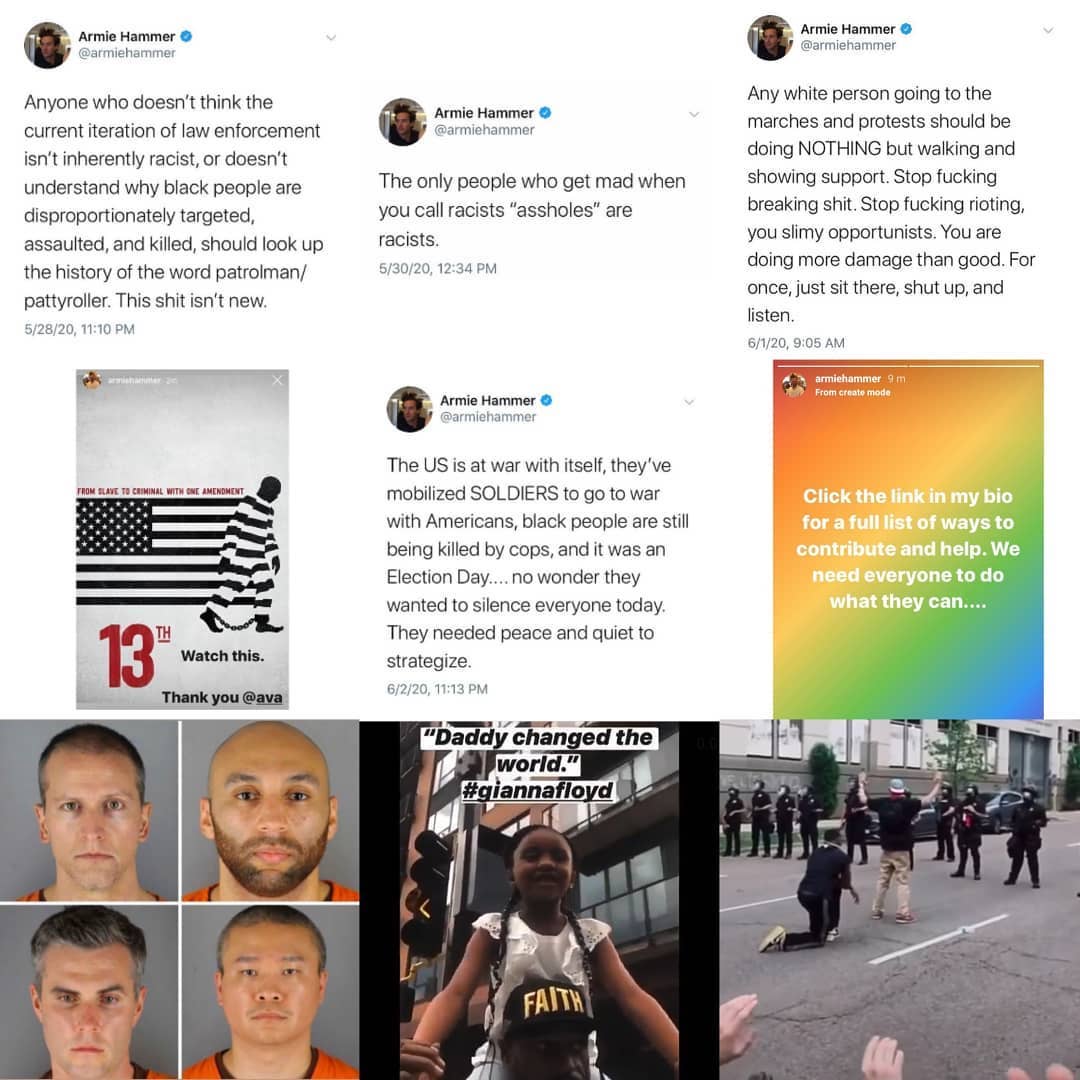 Armie Hammer
@armiehammer
Anyone who doesn't think the
current iteration of law enforcement
isn't inherently racist, or doesn't
understand why black people are
disproportionately targeted,
assaulted, and killed, should look up
the history of the word patrolman/
pattyroller. This shit isn't new.
5/28/20, 11:10 PM
Armie Hammer
@armiehammer
The only people who get mad when
you call racists "assholes" are
racists.
5/30/20, 12:34 PM
Armie Hammer
@armiehammer
Any white person going to the
marches and protests should be
doing NOTHING but walking and
showing support. Stop fucking
breaking shit. Stop fucking rioting,
you slimy opportunists. You are
doing more damage than good. For
once, just sit there, shut up, and
listen.
6/1/20, 9:05 AM
armiehammer 2m
FROM SLAVE TO CRIMINAL WITH ONE AMENDMENT
13TH
Watch this.
Thank you @ava
Armie Hammer
@armiehammer
The US is at war with itself, they've
mobilized SOLDIERS to go to war
with Americans, black people are still
being killed by cops, and it was an
Election Day.... no wonder they
wanted to silence everyone today.
They needed peace and quiet to
strategize.
6/2/20, 11:13 PM
armiehammer 9 m
From create mode
Click the link in my bio
for a full list of ways to
contribute and help. We
need everyone to do
what they can....
"Daddy changed the
world."
#giannafloyd
FAITH